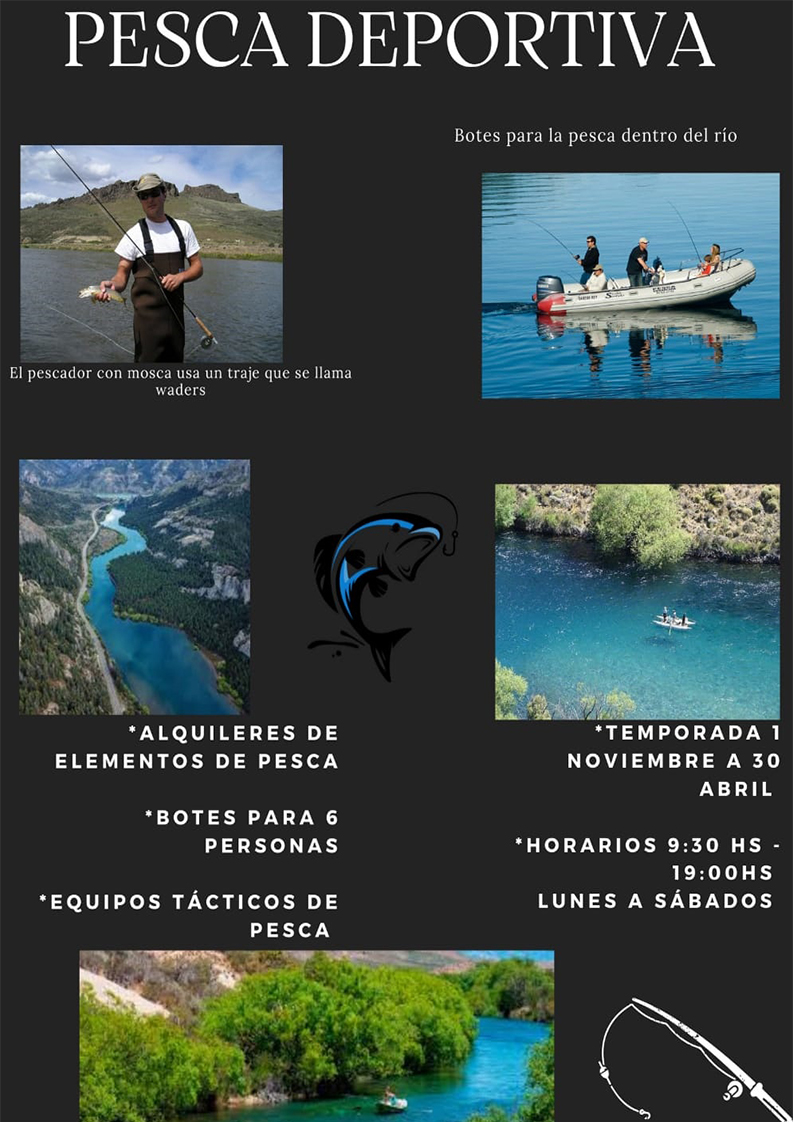 PESCA DEPORTIVA
Botes para la pesca dentro del río
El pescador con mosca usa un traje que se llama
waders
*ALQUILERES DE
ELEMENTOS DE PESCA
*BOTES PARA 6
PERSONAS
*EQUIPOS TÁCTICOS DE
PESCA
*TEMPORADA 1
NOVIEMBRE A 30
ABRIL
*HORARIOS 9:30 HS -
19:00HS
LUNES A SÁBADOS